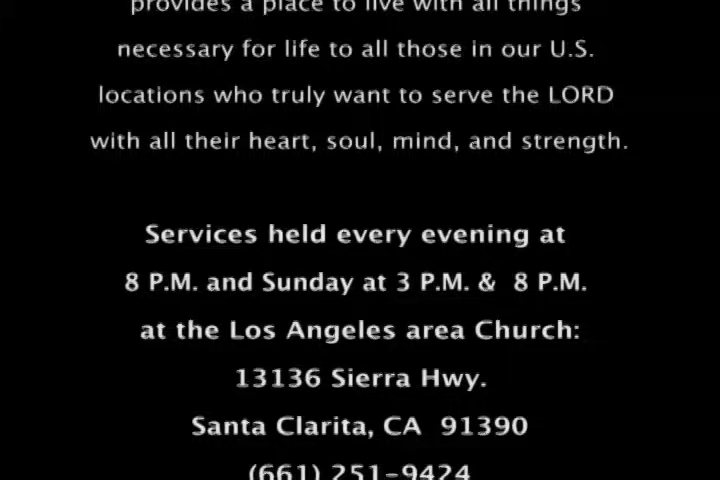 provides a place to live with all things
necessary for life to all those in our U.S.
locations who truly want to serve the LORD
with all their heart, soul, mind, and strength.
Services held every evening at
8 P.M. and Sunday at 3 P.M. & 8 P.M.
at the Los Angeles area Church:
13136 Sierra Hwy.
Santa Clarita, CA 91390
(661) 251-9424